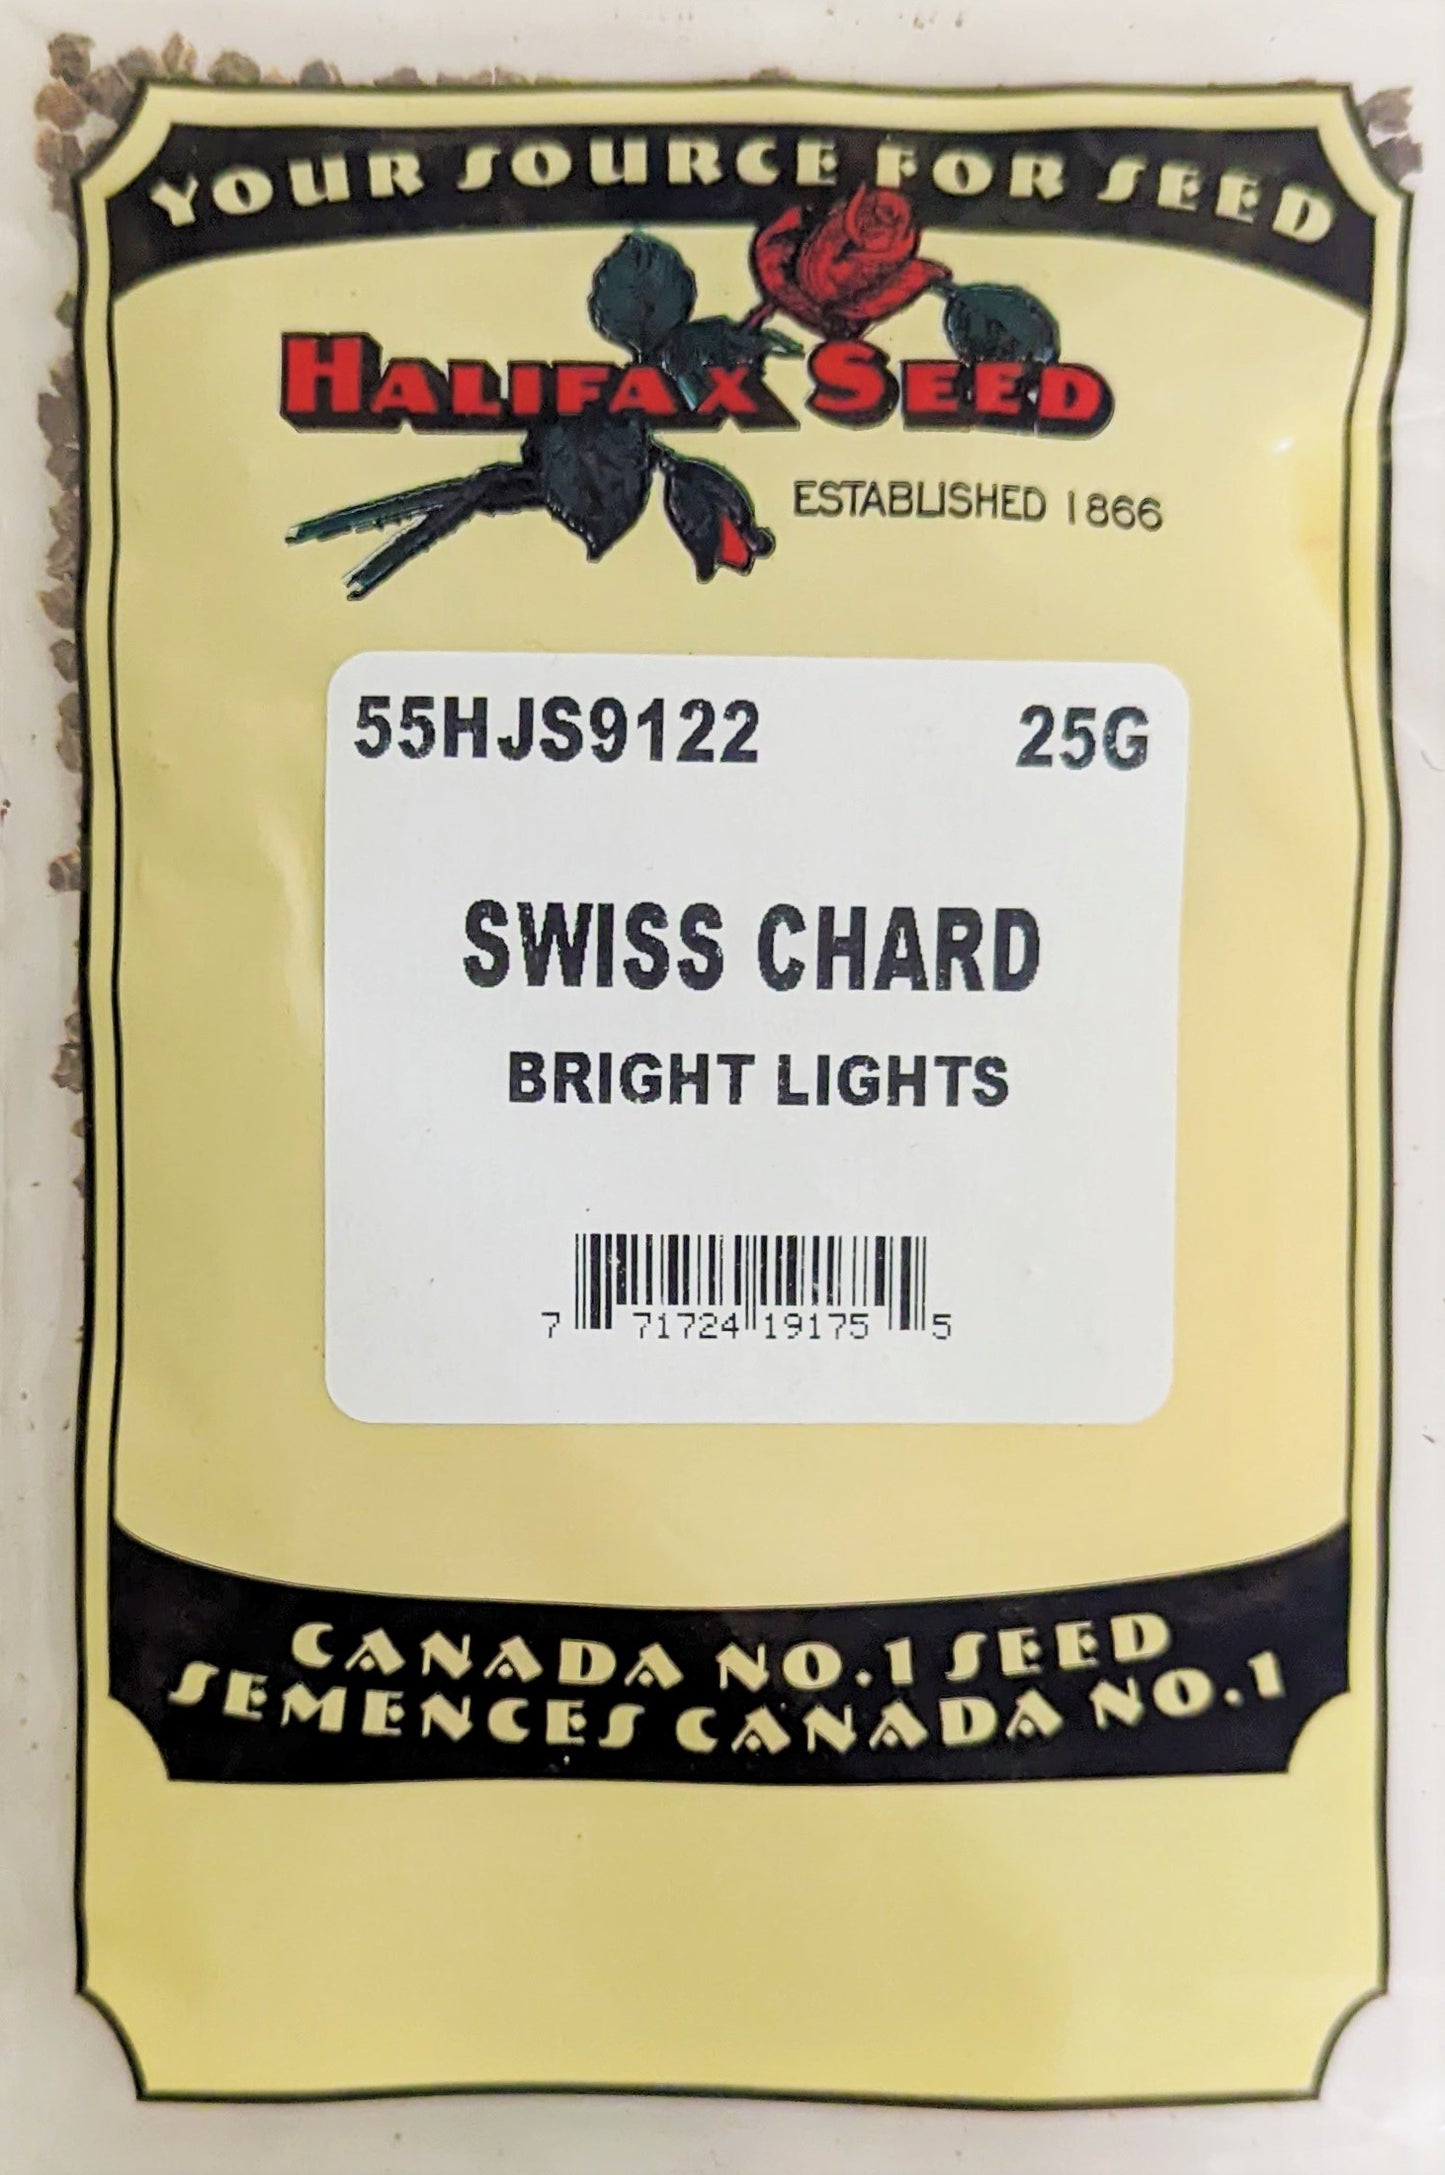 YOUR SOURCE FOR SEED
HALIFAX SEED
ESTABLISHED 1866
55HJS9122 25G
SWISS CHARD
BRIGHT LIGHTS
7 71724 19175 5
CANADA NO.1 SEED
SEMENCES CANADA NO.1